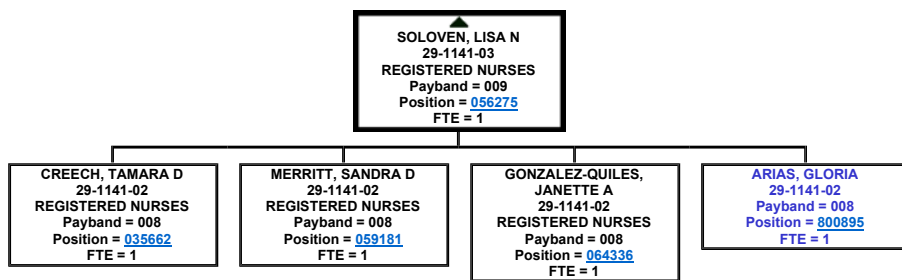 SOLOVEN, LISA N
29-1141-03
REGISTERED NURSES
Payband = 009
Position = 056275
FTE = 1
CREECH, TAMARA D
29-1141-02
REGISTERED NURSES
Payband = 008
Position = 035662
FTE = 1
MERRITT, SANDRA D
29-1141-02
REGISTERED NURSES
Payband = 008
Position = 059181
FTE = 1
GONZALEZ-QUILES,
JANETTE A
29-1141-02
REGISTERED NURSES
Payband = 008
Position = 064336
FTE = 1
ARIAS, GLORIA
29-1141-02
Payband = 008
Position = 800895
FTE = 1